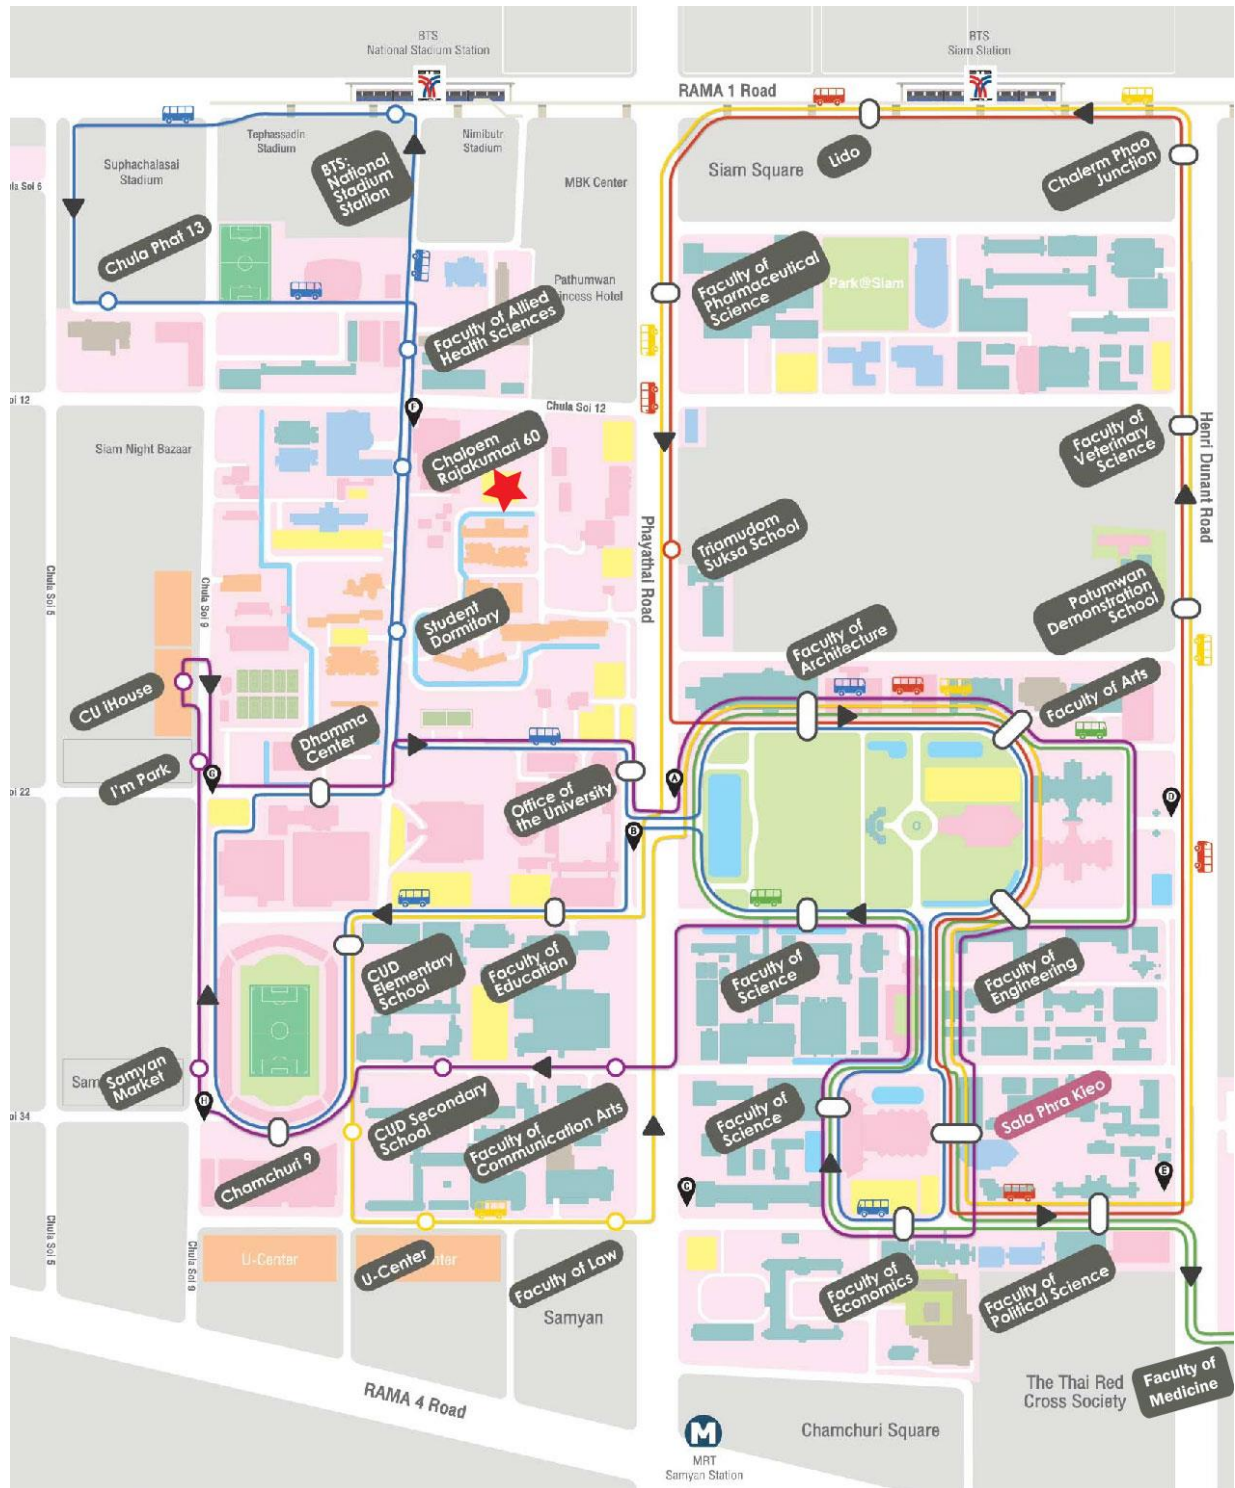 BTS
National Stadium Station
BTS
Siam Station
RAMA 1 Road
Tephassadin
Stadium
Nimibutr
Stadium
Suphachalasai
Stadium
BTS:
National
Stadium
Station
MBK Center
Siam Square
Lido
Chalerm Phao
Junction
Chula Phat 13
Pathumwan
Princess Hotel
Faculty of
Pharmaceutical
Science
Park@Siam
Faculty of Allied
Health Sciences
12
Chula Soi 12
F
Siam Night Bazaar
Chaloem
Rajakumari 60
Faculty of
Veterinary
Science
Henri Dunant Road
Phayathai Road
Triamudom
Suksa School
Chula Soi 5
Chula Soi 9
Student
Dormitory
Patumwan
Demonstration
School
Faculty of
Architecture
Faculty of Arts
CU iHouse
Dhamma
Center
I'm Park
G
22
Office of
the University
A
B
D
CUD
Elementary
School
Faculty of
Education
Faculty of
Science
Faculty of
Engineering
Samyan
Market
H
34
CUD Secondary
School
Faculty of
Communication Arts
Faculty of
Science
Sala Phra Kieo
Chamchuri 9
C
E
Chula Soi 5
Chula Soi 9
U-Center
U-Center
Faculty of Law
Samyan
Faculty of
Economics
Faculty of
Political Science
RAMA 4 Road
The Thai Red
Cross Society
Faculty of
Medicine
M
MRT
Samyan Station
Chamchuri Square